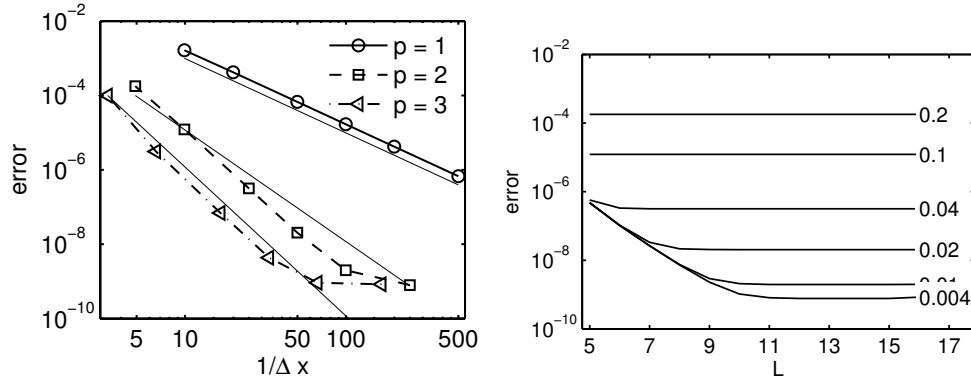 error
10^-2
10^-4
10^-6
10^-8
10^-10
5 10 50 100 500
1/Δ x
p = 1
p = 2
p = 3
error
10^-2
10^-4
10^-6
10^-8
10^-10
5 7 9 11 13 15 17
L
0.2
0.1
0.04
0.02
0.01
0.004